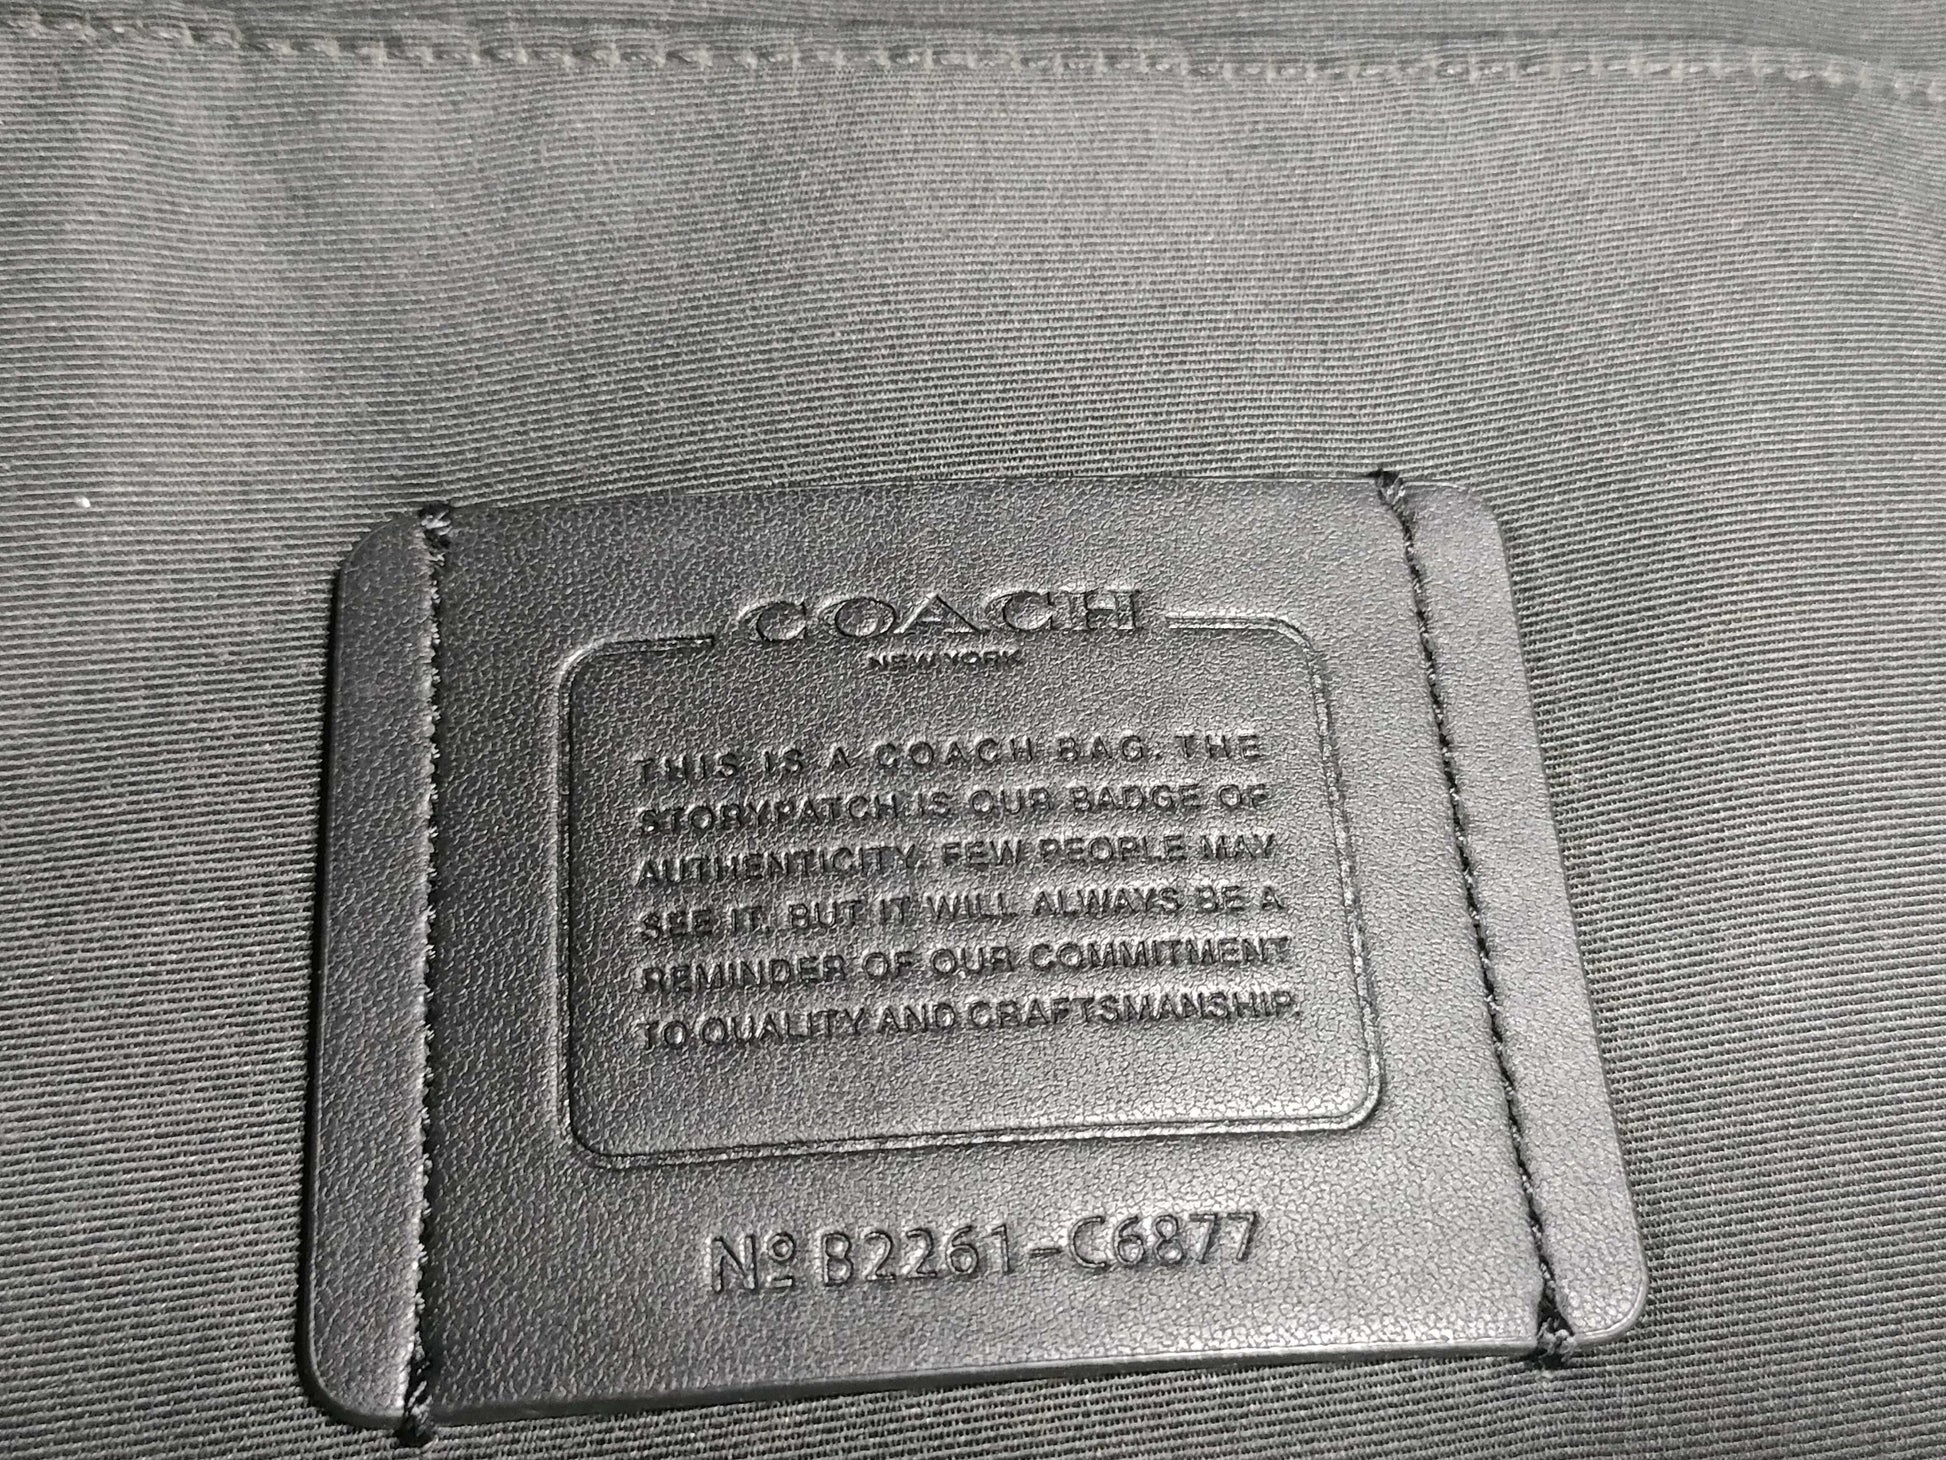 COACH
NEW YORK
THIS IS A COACH BAG. THE
STORYPATCH IS OUR BADGE OF
AUTHENTICITY. FEW PEOPLE MAY
SEE IT, BUT IT WILL ALWAYS BE A
REMINDER OF OUR COMMITMENT
TO QUALITY AND CRAFTSMANSHIP.
Nº B2261-C6877